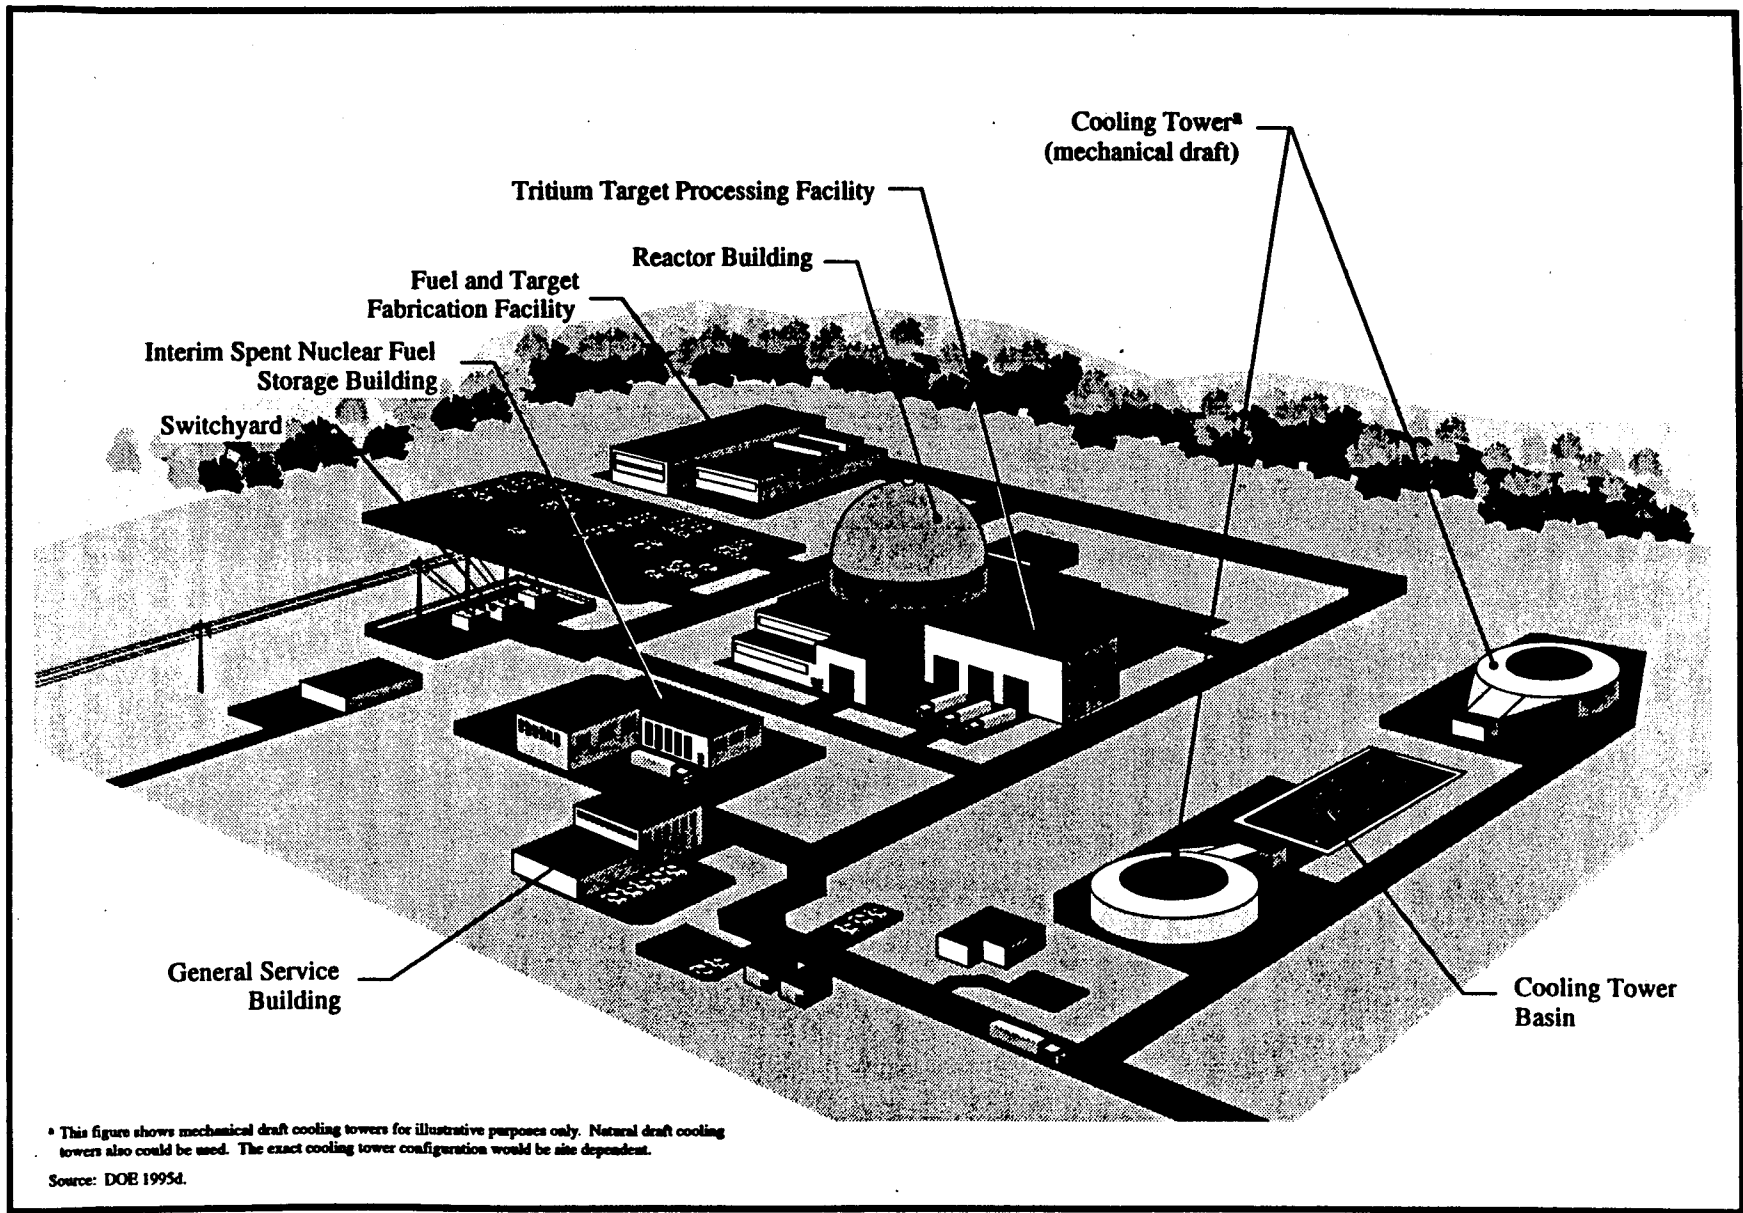 Cooling Towerᵃ
(mechanical draft)
Tritium Target Processing Facility
Reactor Building
Fuel and Target
Fabrication Facility
Interim Spent Nuclear Fuel
Storage Building
Switchyard
General Service
Building
Cooling Tower
Basin
ᵃ This figure shows mechanical draft cooling towers for illustrative purposes only. Natural draft cooling
towers also could be used. The exact cooling tower configuration would be site dependent.
Source: DOE 1995d.